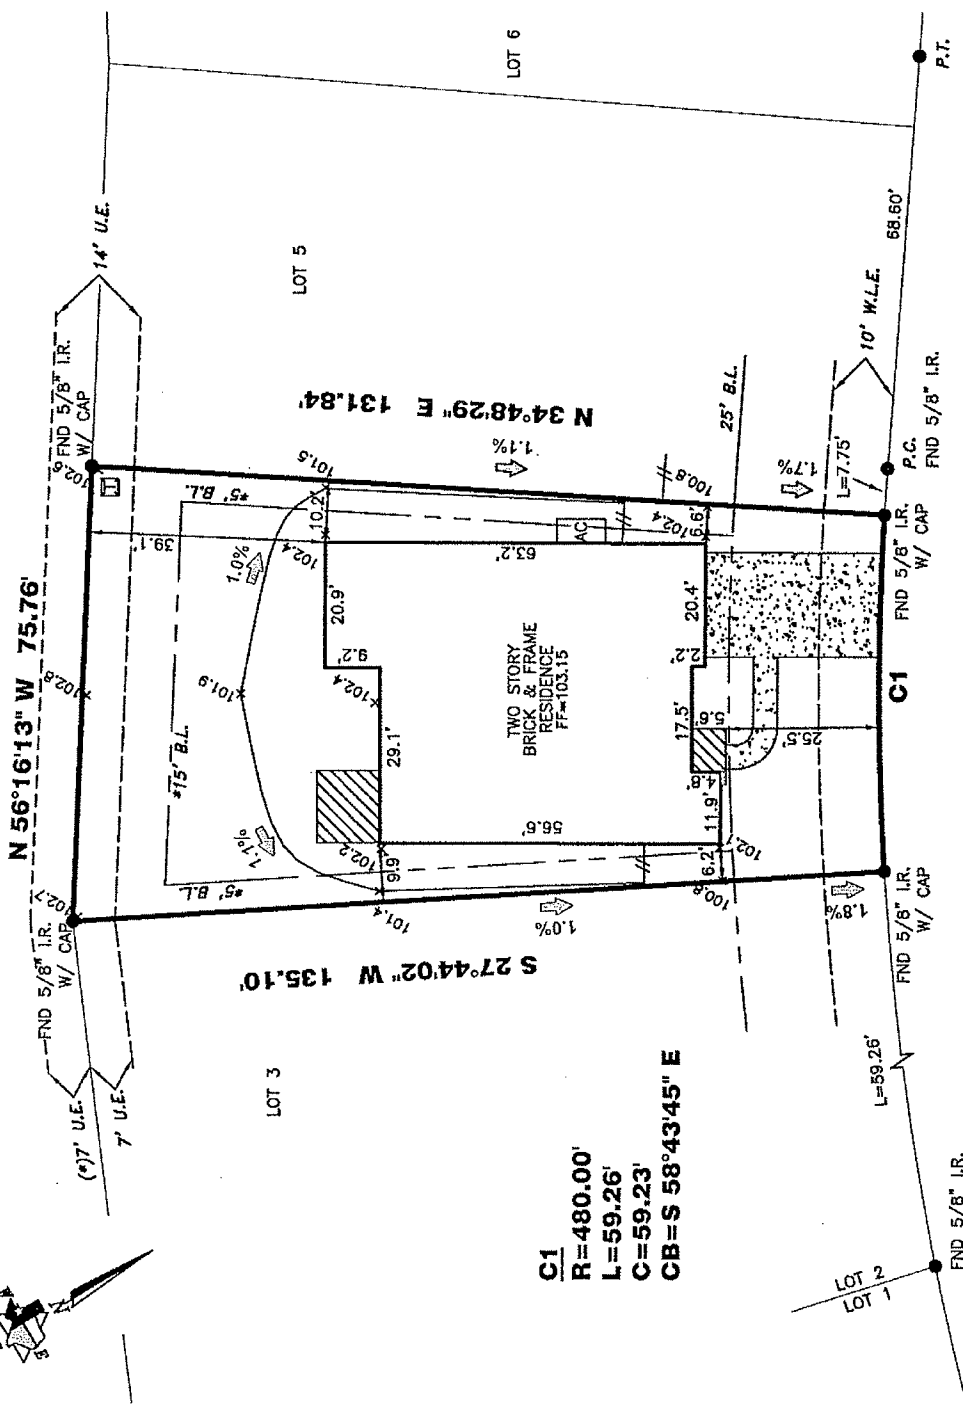 N 56°16'13" W 75.76'
14' U.E.
FND 5/8" I.R.
W/ CAP
102.6
FND 5/8" I.R.
W/ CAP
102.7
102.8
(*)7' U.E.
7' U.E.
LOT 6
LOT 5
LOT 3
N 34°48'29" E 131.84'
S 27°44'02" W 135.10'
*5' B.L.
*15' B.L.
*5' B.L.
39.1'
1.0%
1.1%
101.9
101.5
10.2'
102.4
20.9'
9.2'
102.4
29.1'
102.2
9.9'
101.4
1.1%
1.0%
63.2'
56.6'
AC
TWO STORY
BRICK & FRAME
RESIDENCE
FF=103.15
100.8
102.4
6.6'
20.4'
2.2'
17.5'
5.6'
4.8'
11.9'
6.2'
102.7
100.8
25' B.L.
25.5'
1.7%
1.8%
10' W.L.E.
L=7.75'
68.60'
P.T.
P.C.
FND 5/8" I.R.
FND 5/8" I.R.
W/ CAP
C1
FND 5/8" I.R.
W/ CAP
L=59.26'
C1
R=480.00'
L=59.26'
C=59.23'
CB=S 58°43'45" E
LOT 2
LOT 1
FND 5/8" I.R.
N
E